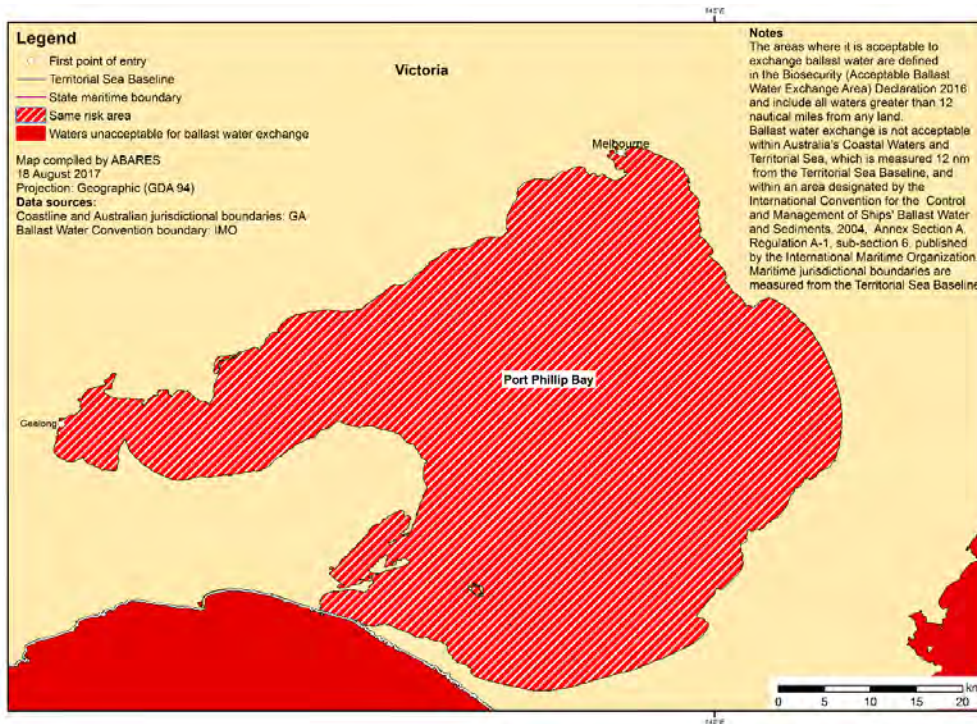 145°E
Legend
First point of entry
Territorial Sea Baseline
State maritime boundary
Same risk area
Waters unacceptable for ballast water exchange
Map compiled by ABARES
18 August 2017
Projection: Geographic (GDA 94)
Data sources:
Coastline and Australian jurisdictional boundaries: GA
Ballast Water Convention boundary: IMO
Victoria
Notes
The areas where it is acceptable to
exchange ballast water are defined
in the Biosecurity (Acceptable Ballast
Water Exchange Area) Declaration 2016
and include all waters greater than 12
nautical miles from any land.
Ballast water exchange is not acceptable
within Australia's Coastal Waters and
Territorial Sea, which is measured 12 nm
from the Territorial Sea Baseline, and
within an area designated by the
International Convention for the Control
and Management of Ships' Ballast Water
and Sediments, 2004, Annex Section A,
Regulation A-1, sub-section 6, published
by the International Maritime Organization
Maritime jurisdictional boundaries are
measured from the Territorial Sea Baseline
Melbourne
Port Phillip Bay
Geelong
km
0 5 10 15 20
145°E